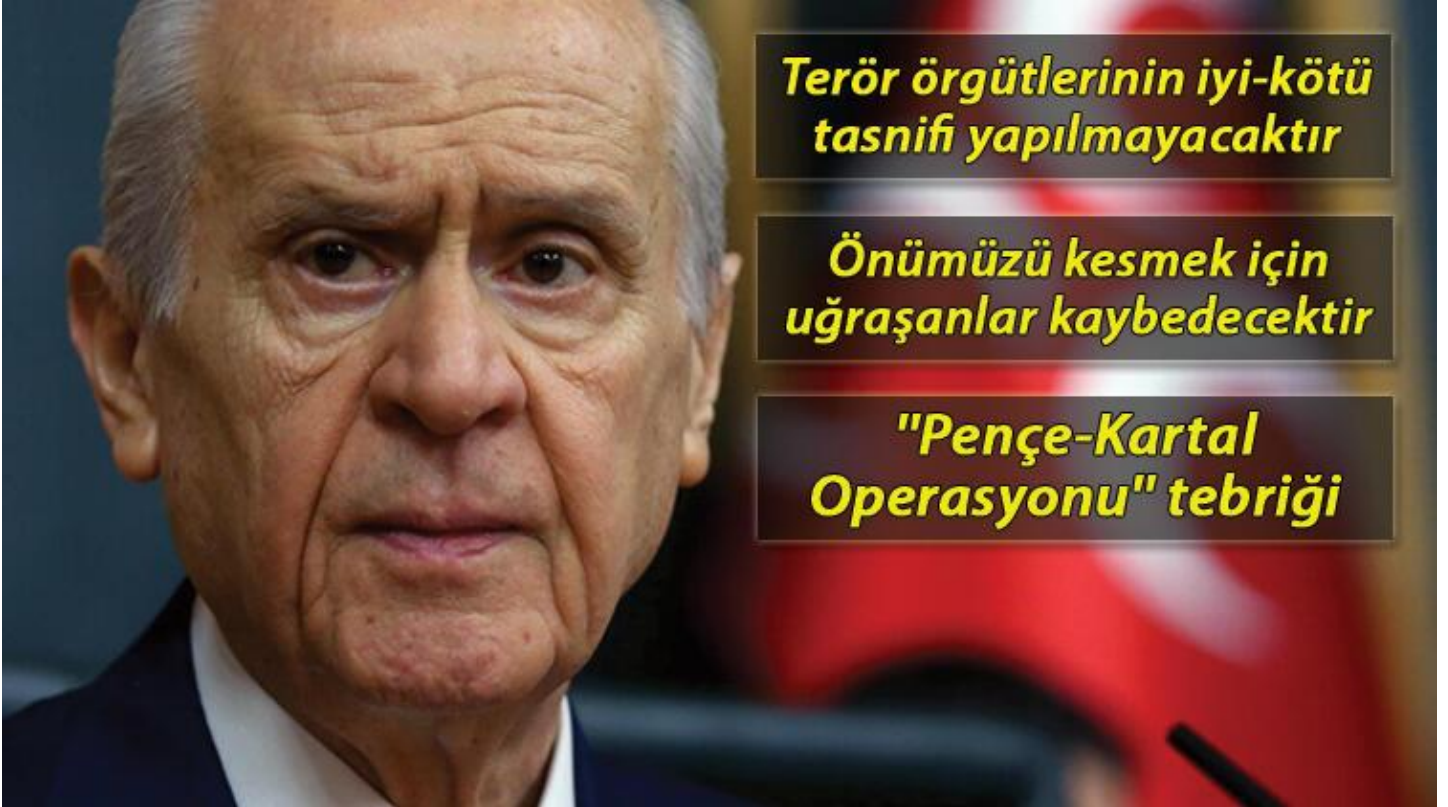 Terör örgütlerinin iyi-kötü
tasnifi yapılmayacaktır
Önümüzü kesmek için
uğraşanlar kaybedecektir
"Pençe-Kartal
Operasyonu" tebriği